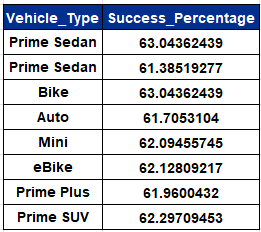 Vehicle_Type Success_Percentage
Prime Sedan 63.04362439
Prime Sedan 61.38519277
Bike 63.04362439
Auto 61.7053104
Mini 62.09455745
eBike 62.12809217
Prime Plus 61.9600432
Prime SUV 62.29709453